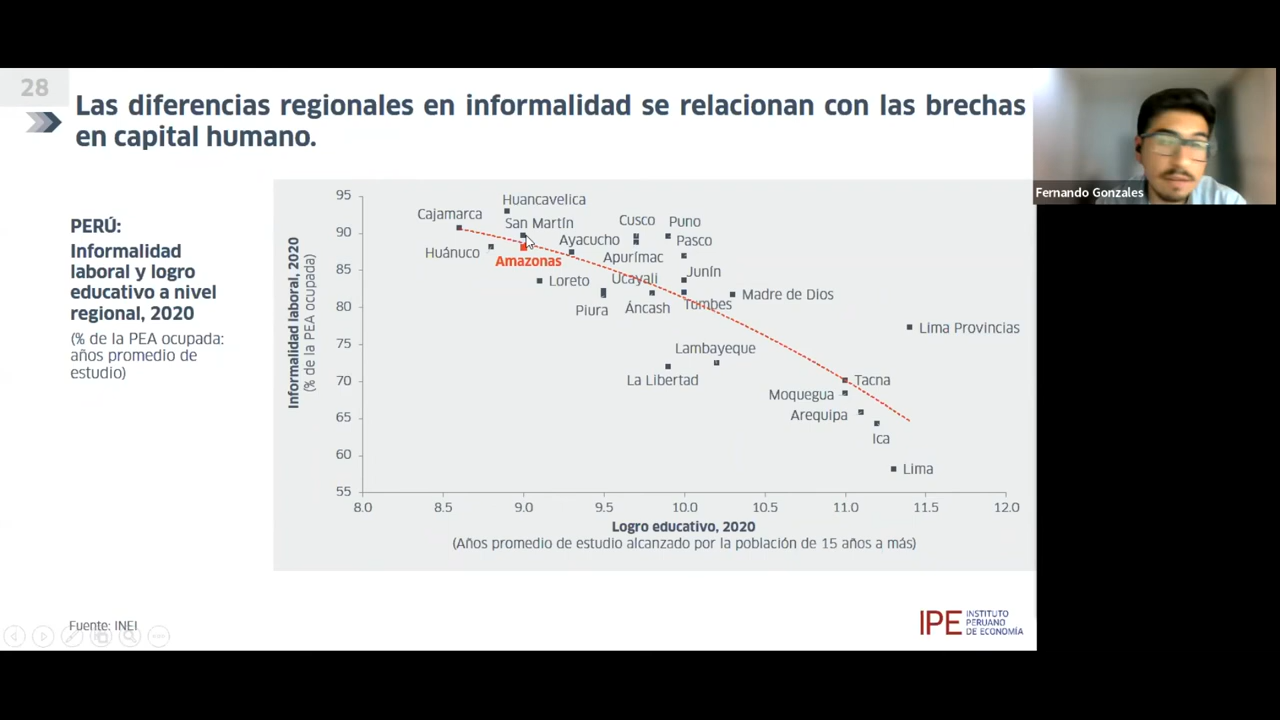 28
Las diferencias regionales en informalidad se relacionan con las brechas
en capital humano.
Fernando Gonzales
PERÚ:
Informalidad
laboral y logro
educativo a nivel
regional, 2020
(% de la PEA ocupada:
años promedio de
estudio)
Informalidad laboral, 2020
(% de la PEA ocupada)
95
90
85
80
75
70
65
60
55
Huancavelica
Cajamarca
San Martín
Cusco
Puno
Huánuco
Ayacucho
Pasco
Amazonas
Apurímac
Loreto
Ucayali
Junín
Piura
Áncash
Tumbes
Madre de Dios
Lima Provincias
Lambayeque
La Libertad
Tacna
Moquegua
Arequipa
Ica
Lima
8.0 8.5 9.0 9.5 10.0 10.5 11.0 11.5 12.0
Logro educativo, 2020
(Años promedio de estudio alcanzado por la población de 15 años a más)
Fuente: INEI
IPE INSTITUTO
PERUANO
DE ECONOMÍA